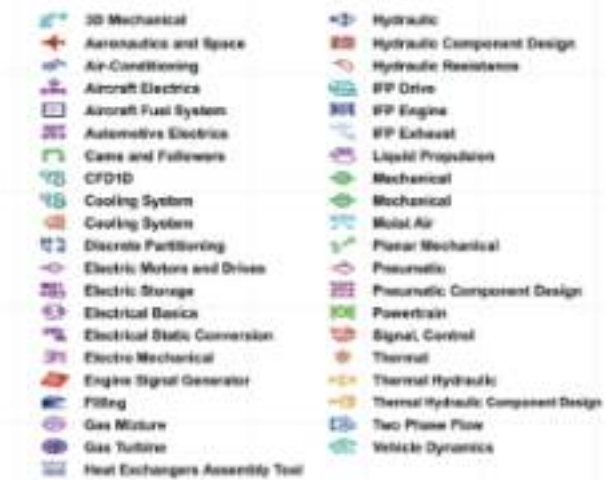 3D Mechanical
Aeronautics and Space
Air-Conditioning
Aircraft Electrics
Aircraft Fuel System
Automotive Electrics
Cams and Followers
CFD1D
Cooling System
Cooling System
Discrete Partitioning
Electric Motors and Drives
Electric Storage
Electrical Basics
Electrical Static Conversion
Electro Mechanical
Engine Signal Generator
Filling
Gas Mixture
Gas Turbine
Heat Exchangers Assembly Tool
Hydraulic
Hydraulic Component Design
Hydraulic Resistance
IFP Drive
IFP Engine
IFP Exhaust
Liquid Propulsion
Mechanical
Mechanical
Moist Air
Planar Mechanical
Pneumatic
Pneumatic Component Design
Powertrain
Signal, Control
Thermal
Thermal Hydraulic
Thermal Hydraulic Component Design
Two Phase Flow
Vehicle Dynamics